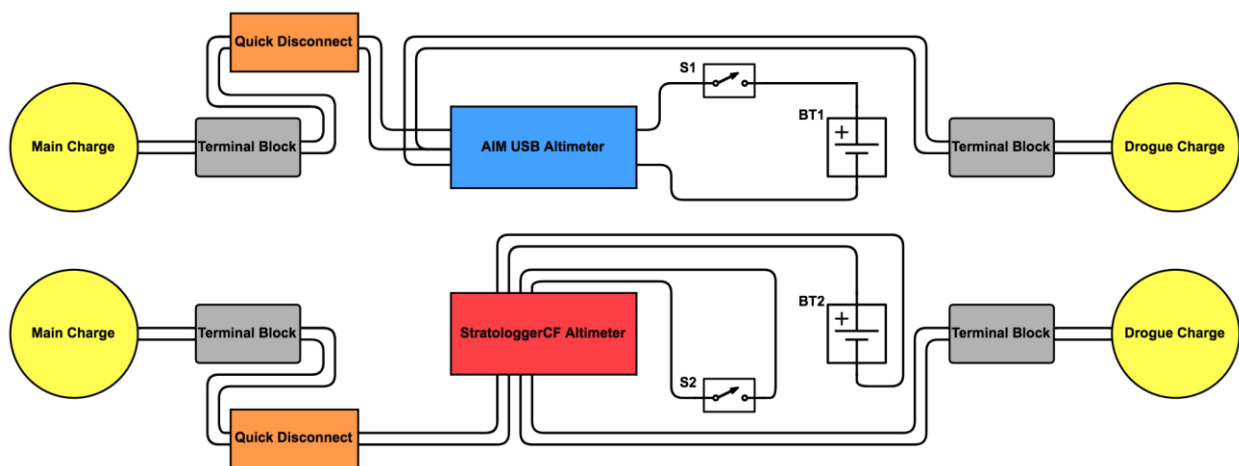 Quick Disconnect
S1
BT1
+
Main Charge
Terminal Block
AIM USB Altimeter
Terminal Block
Drogue Charge
BT2
+
Main Charge
Terminal Block
StratologgerCF Altimeter
Terminal Block
Drogue Charge
S2
Quick Disconnect